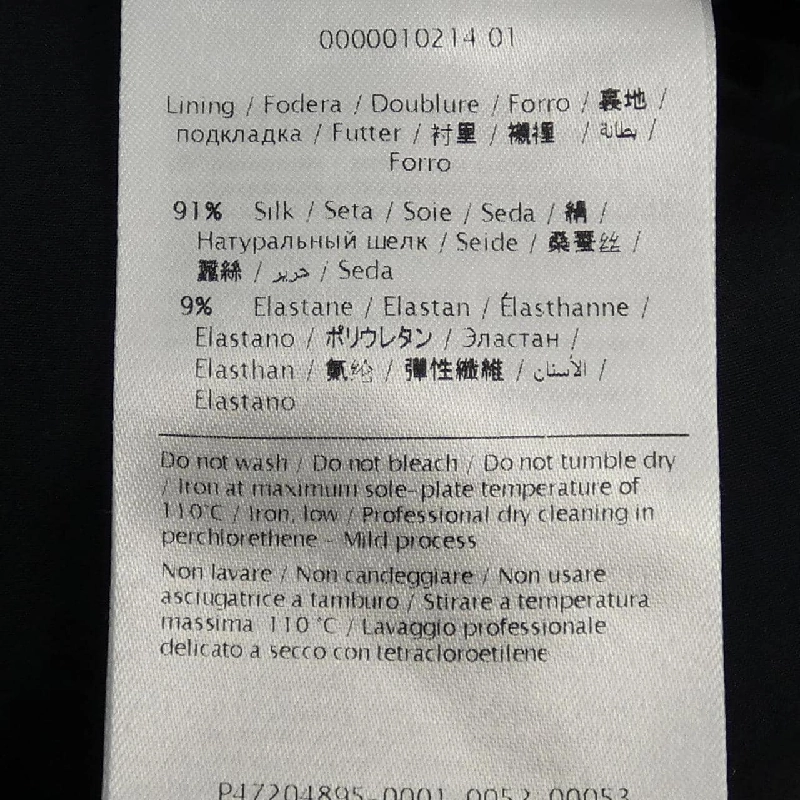 0000010214 01
Lining / Fodera / Doublure / Forro / 裏地 /
подкладка / Futter / 衬里 / 襯裡 / بطانة /
Forro
91% Silk / Seta / Soie / Seda / 絹 /
Натуральный шелк / Seide / 桑蚕丝 /
蠶絲 / حرير / Seda
9% Elastane / Elastan / Élasthanne /
Elastano / ポリウレタン / Эластан /
Elasthan / 氨纶 / 彈性纖維 / الأستان /
Elastano
Do not wash / Do not bleach / Do not tumble dry
/ Iron at maximum sole-plate temperature of
110°C / Iron, low / Professional dry cleaning in
perchlorethene - Mild process
Non lavare / Non candeggiare / Non usare
asciugatrice a tamburo / Stirare a temperatura
massima 110 °C / Lavaggio professionale
delicato a secco con tetracloroetilene
P47204895-0001 0052 00053